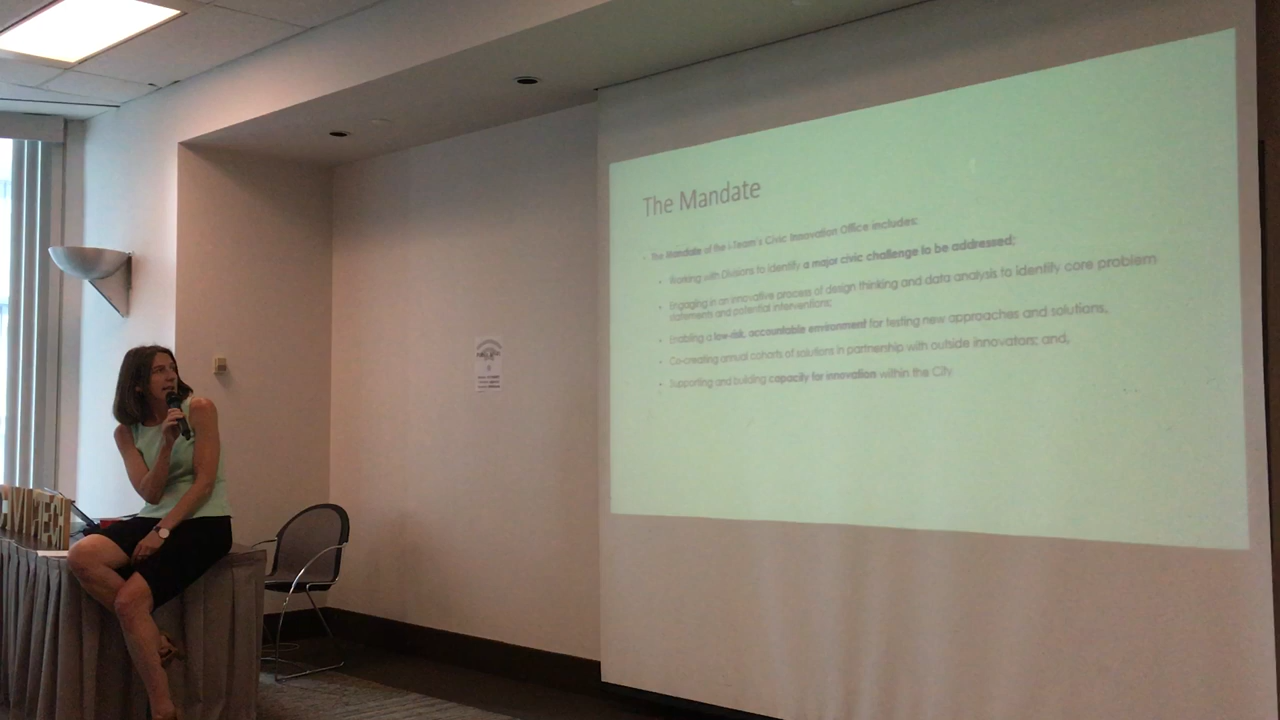 The Mandate
• The Mandate of the i-Team's Civic Innovation Office includes:
• Working with Divisions to identify a major civic challenge to be addressed;
• Engaging in an innovative process of design thinking and data analysis to identify core problem
statements and potential interventions;
• Enabling a low-risk, accountable environment for testing new approaches and solutions,
• Co-creating annual cohorts of solutions in partnership with outside innovators; and,
• Supporting and building capacity for innovation within the City